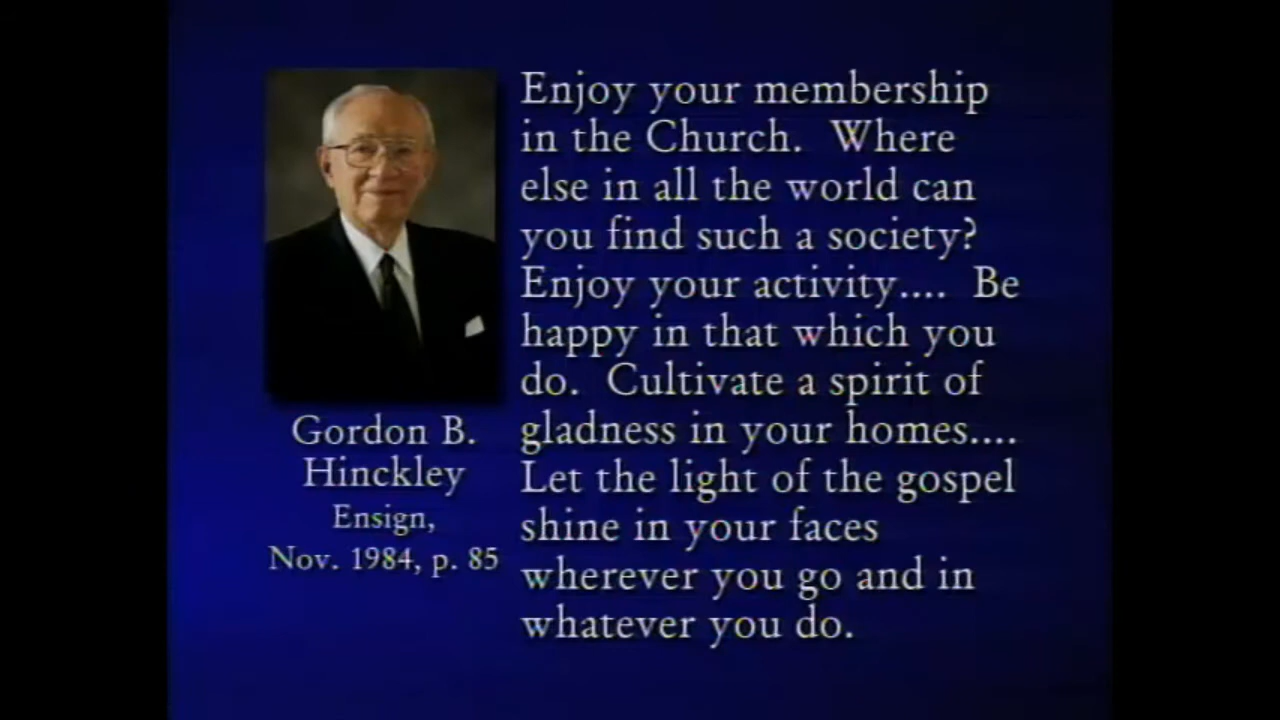 Enjoy your membership
in the Church. Where
else in all the world can
you find such a society?
Enjoy your activity.... Be
happy in that which you
do. Cultivate a spirit of
gladness in your homes....
Let the light of the gospel
shine in your faces
wherever you go and in
whatever you do.
Gordon B.
Hinckley
Ensign,
Nov. 1984, p. 85